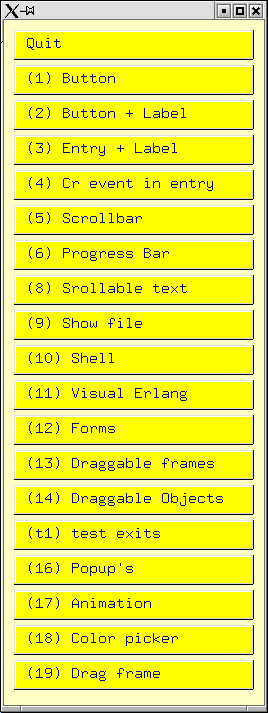 Quit
(1) Button
(2) Button + Label
(3) Entry + Label
(4) Cr event in entry
(5) Scrollbar
(6) Progress Bar
(8) Srollable text
(9) Show file
(10) Shell
(11) Visual Erlang
(12) Forms
(13) Draggable frames
(14) Draggable Objects
(t1) test exits
(16) Popup's
(17) Animation
(18) Color picker
(19) Drag frame